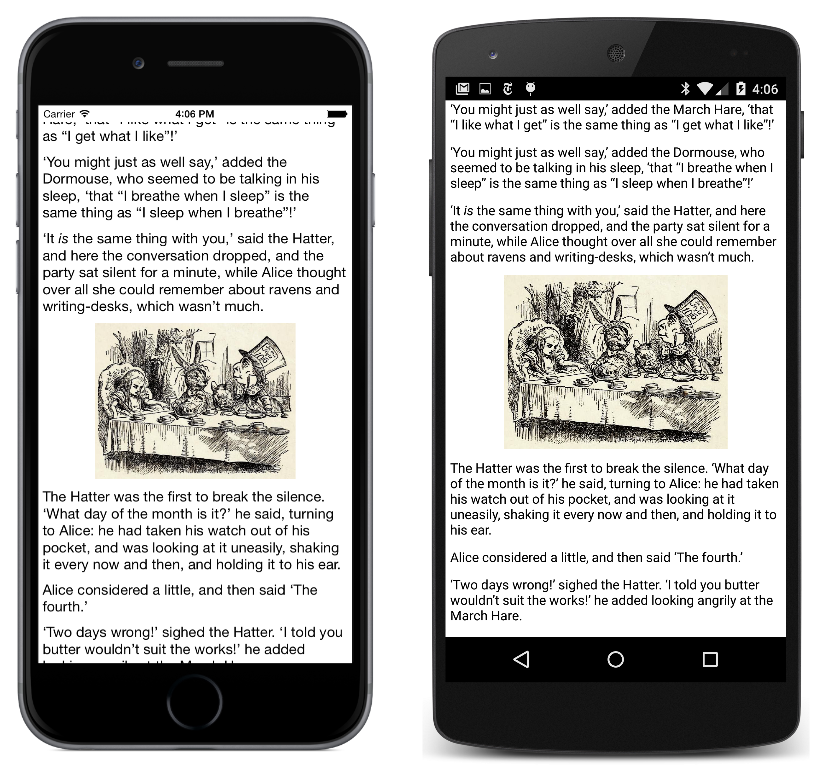 Carrier
4:06 PM
Hare, ‘that “I like what I get” is the same thing
as “I get what I like”!’
‘You might just as well say,’ added the
Dormouse, who seemed to be talking in his
sleep, ‘that “I breathe when I sleep” is the
same thing as “I sleep when I breathe”!’
‘It is the same thing with you,’ said the Hatter,
and here the conversation dropped, and the
party sat silent for a minute, while Alice thought
over all she could remember about ravens and
writing-desks, which wasn’t much.
The Hatter was the first to break the silence.
‘What day of the month is it?’ he said, turning
to Alice: he had taken his watch out of his
pocket, and was looking at it uneasily, shaking
it every now and then, and holding it to his ear.
Alice considered a little, and then said ‘The
fourth.’
‘Two days wrong!’ sighed the Hatter. ‘I told you
butter wouldn’t suit the works!’ he added
4:06
‘You might just as well say,’ added the March Hare, ‘that
“I like what I get” is the same thing as “I get what I like”!’
‘You might just as well say,’ added the Dormouse, who
seemed to be talking in his sleep, ‘that “I breathe when I
sleep” is the same thing as “I sleep when I breathe”!’
‘It is the same thing with you,’ said the Hatter, and here
the conversation dropped, and the party sat silent for a
minute, while Alice thought over all she could remember
about ravens and writing-desks, which wasn’t much.
The Hatter was the first to break the silence. ‘What day
of the month is it?’ he said, turning to Alice: he had taken
his watch out of his pocket, and was looking at it
uneasily, shaking it every now and then, and holding it to
his ear.
Alice considered a little, and then said ‘The fourth.’
‘Two days wrong!’ sighed the Hatter. ‘I told you butter
wouldn’t suit the works!’ he added looking angrily at the
March Hare.